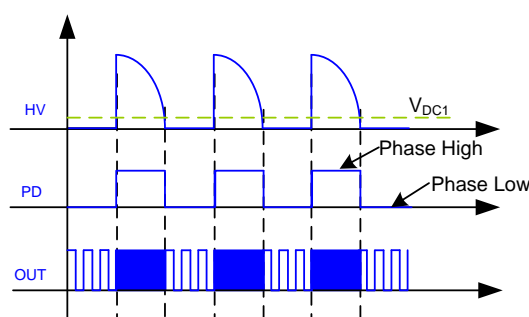 HV
V_DC1
Phase High
PD
Phase Low
OUT